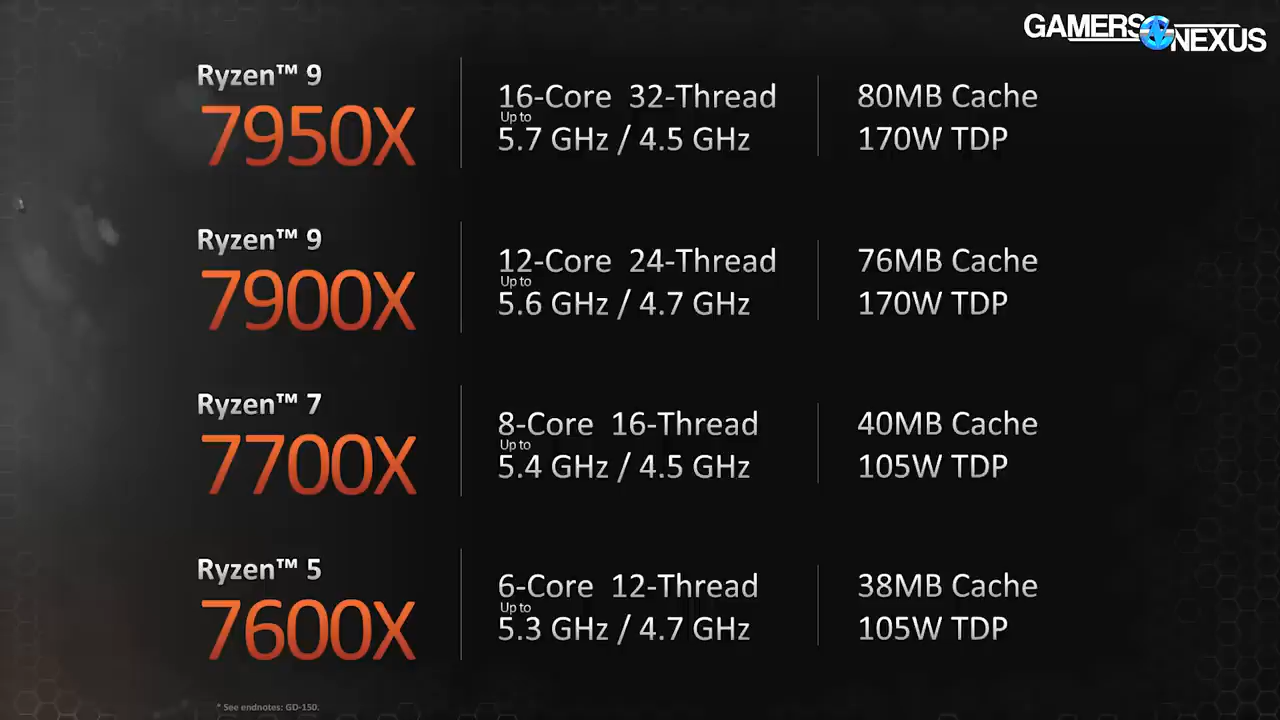 GAMERS NEXUS
Ryzen™ 9
7950X
16-Core 32-Thread
Up to
5.7 GHz / 4.5 GHz
80MB Cache
170W TDP
Ryzen™ 9
7900X
12-Core 24-Thread
Up to
5.6 GHz / 4.7 GHz
76MB Cache
170W TDP
Ryzen™ 7
7700X
8-Core 16-Thread
Up to
5.4 GHz / 4.5 GHz
40MB Cache
105W TDP
Ryzen™ 5
7600X
6-Core 12-Thread
Up to
5.3 GHz / 4.7 GHz
38MB Cache
105W TDP
* See endnotes: GD-150.